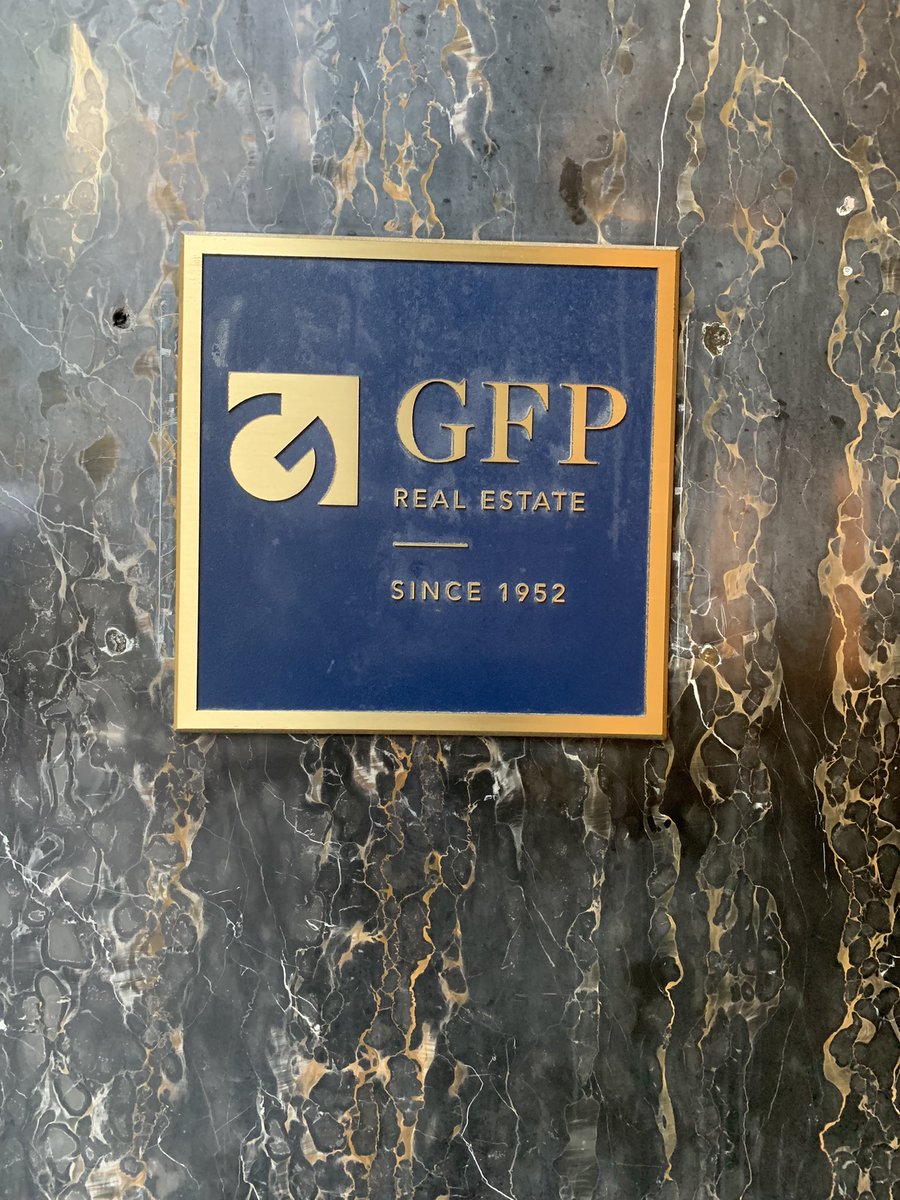 GFP
REAL ESTATE
SINCE 1952